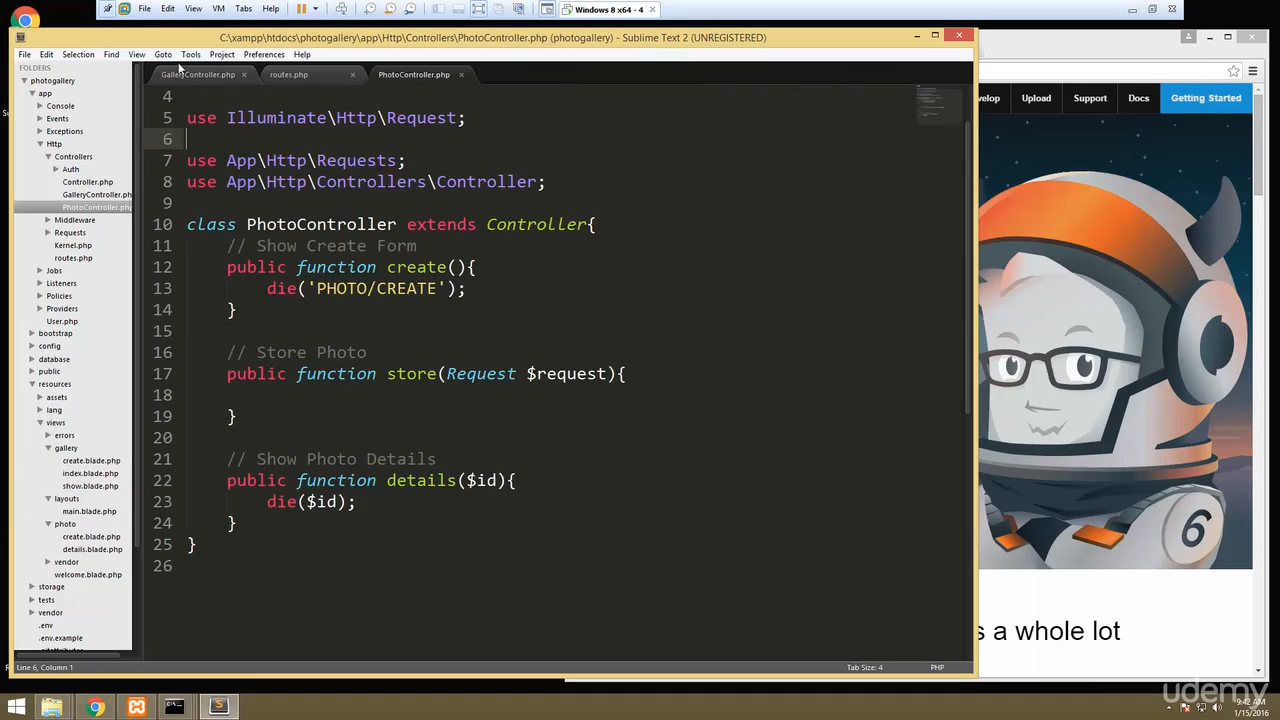 File Edit View VM Tabs Help
Windows 8 x64 - 4
C:\xampp\htdocs\photogallery\app\Http\Controllers\PhotoController.php (photogallery) - Sublime Text 2 (UNREGISTERED)
File Edit Selection Find View Goto Tools Project Preferences Help
FOLDERS
photogallery
app
Console
Events
Exceptions
Http
Controllers
Auth
Controller.php
GalleryController.ph
PhotoController.php
Middleware
Requests
Kernel.php
routes.php
Jobs
Listeners
Policies
Providers
User.php
bootstrap
config
database
public
resources
assets
lang
views
errors
gallery
create.blade.php
index.blade.php
show.blade.php
layouts
main.blade.php
photo
create.blade.php
details.blade.php
vendor
welcome.blade.php
storage
tests
vendor
.env
.env.example
GalleryController.php routes.php PhotoController.php
4
5 use Illuminate\Http\Request;
6
7 use App\Http\Requests;
8 use App\Http\Controllers\Controller;
9
10 class PhotoController extends Controller{
11 // Show Create Form
12 public function create(){
13 die('PHOTO/CREATE');
14 }
15
16 // Store Photo
17 public function store(Request $request){
18
19 }
20
21 // Show Photo Details
22 public function details($id){
23 die($id);
24 }
25 }
26
Line 6, Column 1 Tab Size: 4 PHP
elop Upload Support Docs Getting Started
6
s a whole lot
udemy
9:42 AM
1/15/2016